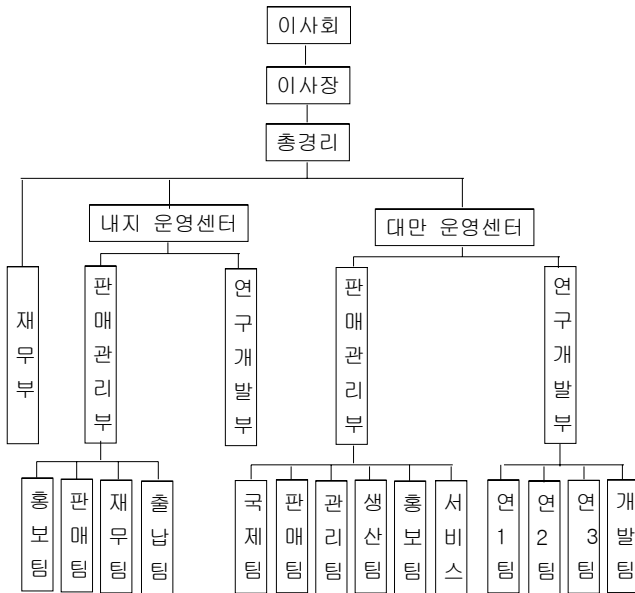 이사회
이사장
총경리
내지 운영센터
대만 운영센터
재무부
판매관리부
연구개발부
판매관리부
연구개발부
홍보팀
판매팀
재무팀
출납팀
국제팀
판매팀
관리팀
생산팀
홍보팀
서비스
연1팀
연2팀
연3팀
개발팀